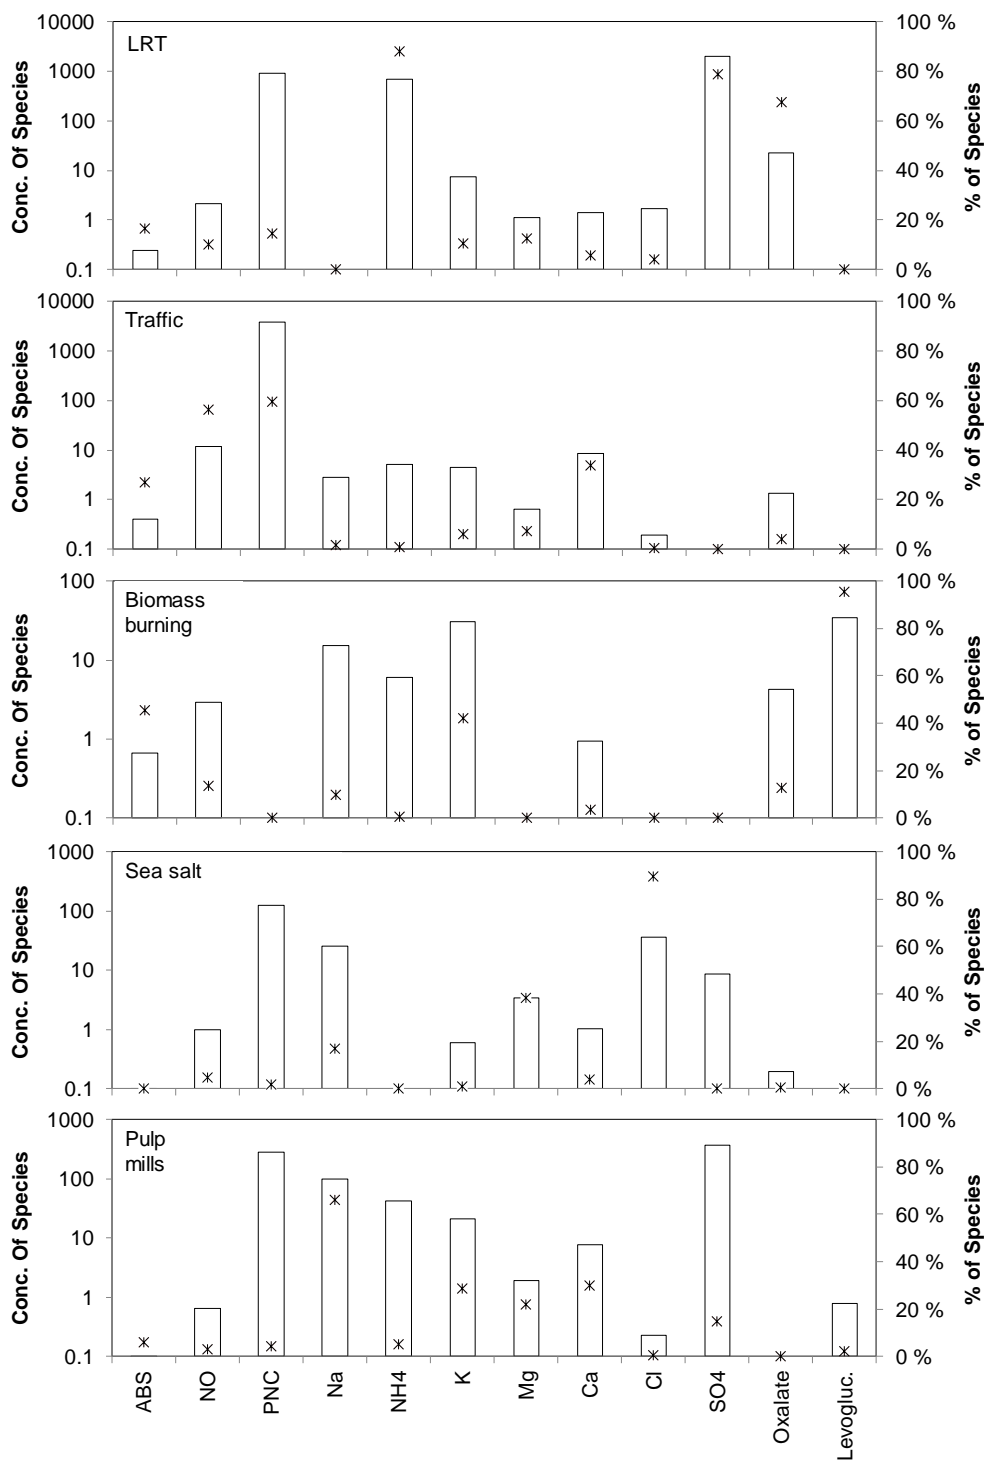 LRT
Conc. Of Species
10000
1000
100
10
1
0.1
100 %
80 %
60 %
40 %
20 %
0 %
% of Species
Traffic
Conc. Of Species
10000
1000
100
10
1
0.1
100 %
80 %
60 %
40 %
20 %
0 %
% of Species
Biomass
burning
Conc. Of Species
100
10
1
0.1
100 %
80 %
60 %
40 %
20 %
0 %
% of Species
Sea salt
Conc. Of Species
1000
100
10
1
0.1
100 %
80 %
60 %
40 %
20 %
0 %
% of Species
Pulp
mills
Conc. Of Species
1000
100
10
1
0.1
100 %
80 %
60 %
40 %
20 %
0 %
% of Species
ABS
NO
PNC
Na
NH4
K
Mg
Ca
Cl
SO4
Oxalate
Levogluc.